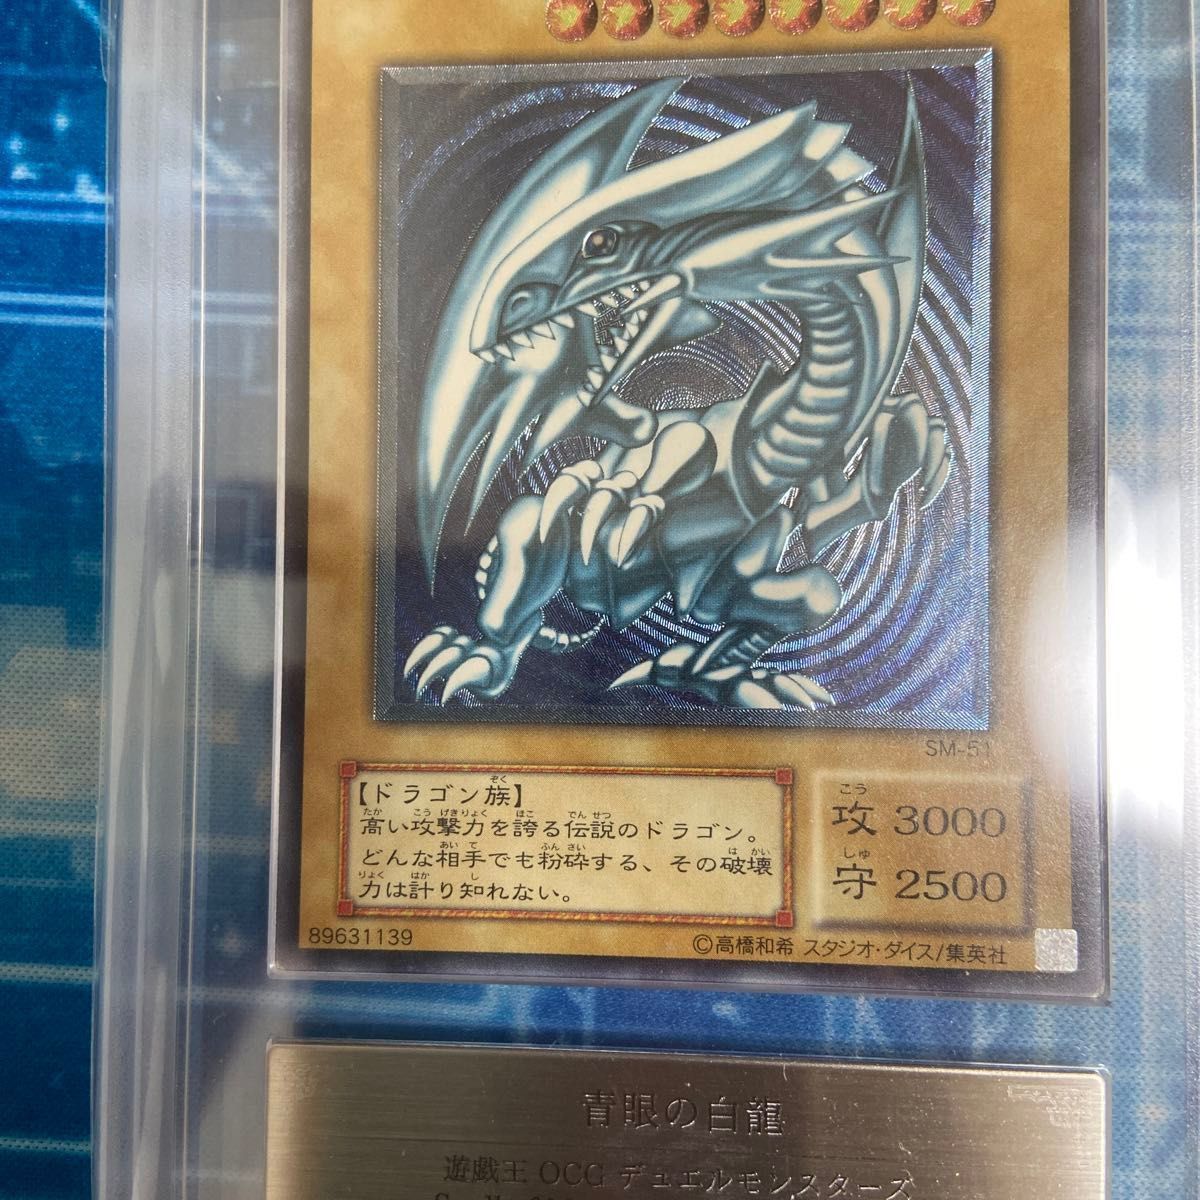 SM-51
【ドラゴン族】
高い攻撃力を誇る伝説のドラゴン。
どんな相手でも粉砕する、その破壊
力は計り知れない。
攻 3000
守 2500
89631139
©高橋和希 スタジオ・ダイス/集英社
青眼の白龍
遊戯王 OCG デュエルモンスターズ